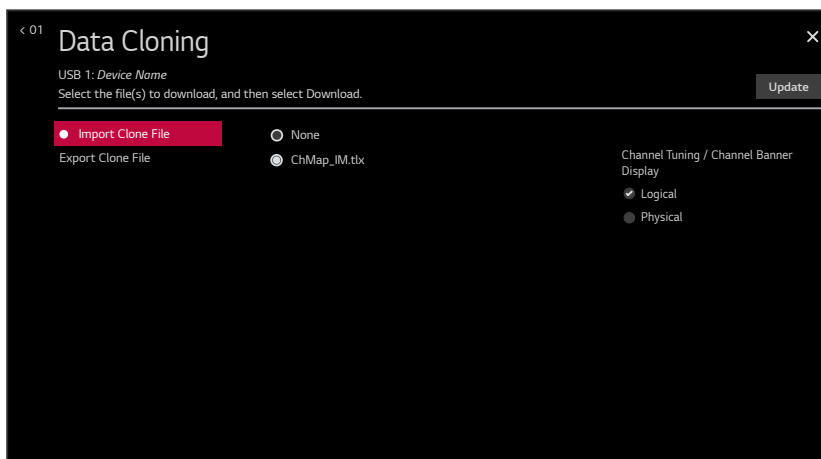 < 01
Data Cloning
USB 1: Device Name
Select the file(s) to download, and then select Download.
Update
Import Clone File
None
Export Clone File
ChMap_IM.tlx
Channel Tuning / Channel Banner
Display
Logical
Physical